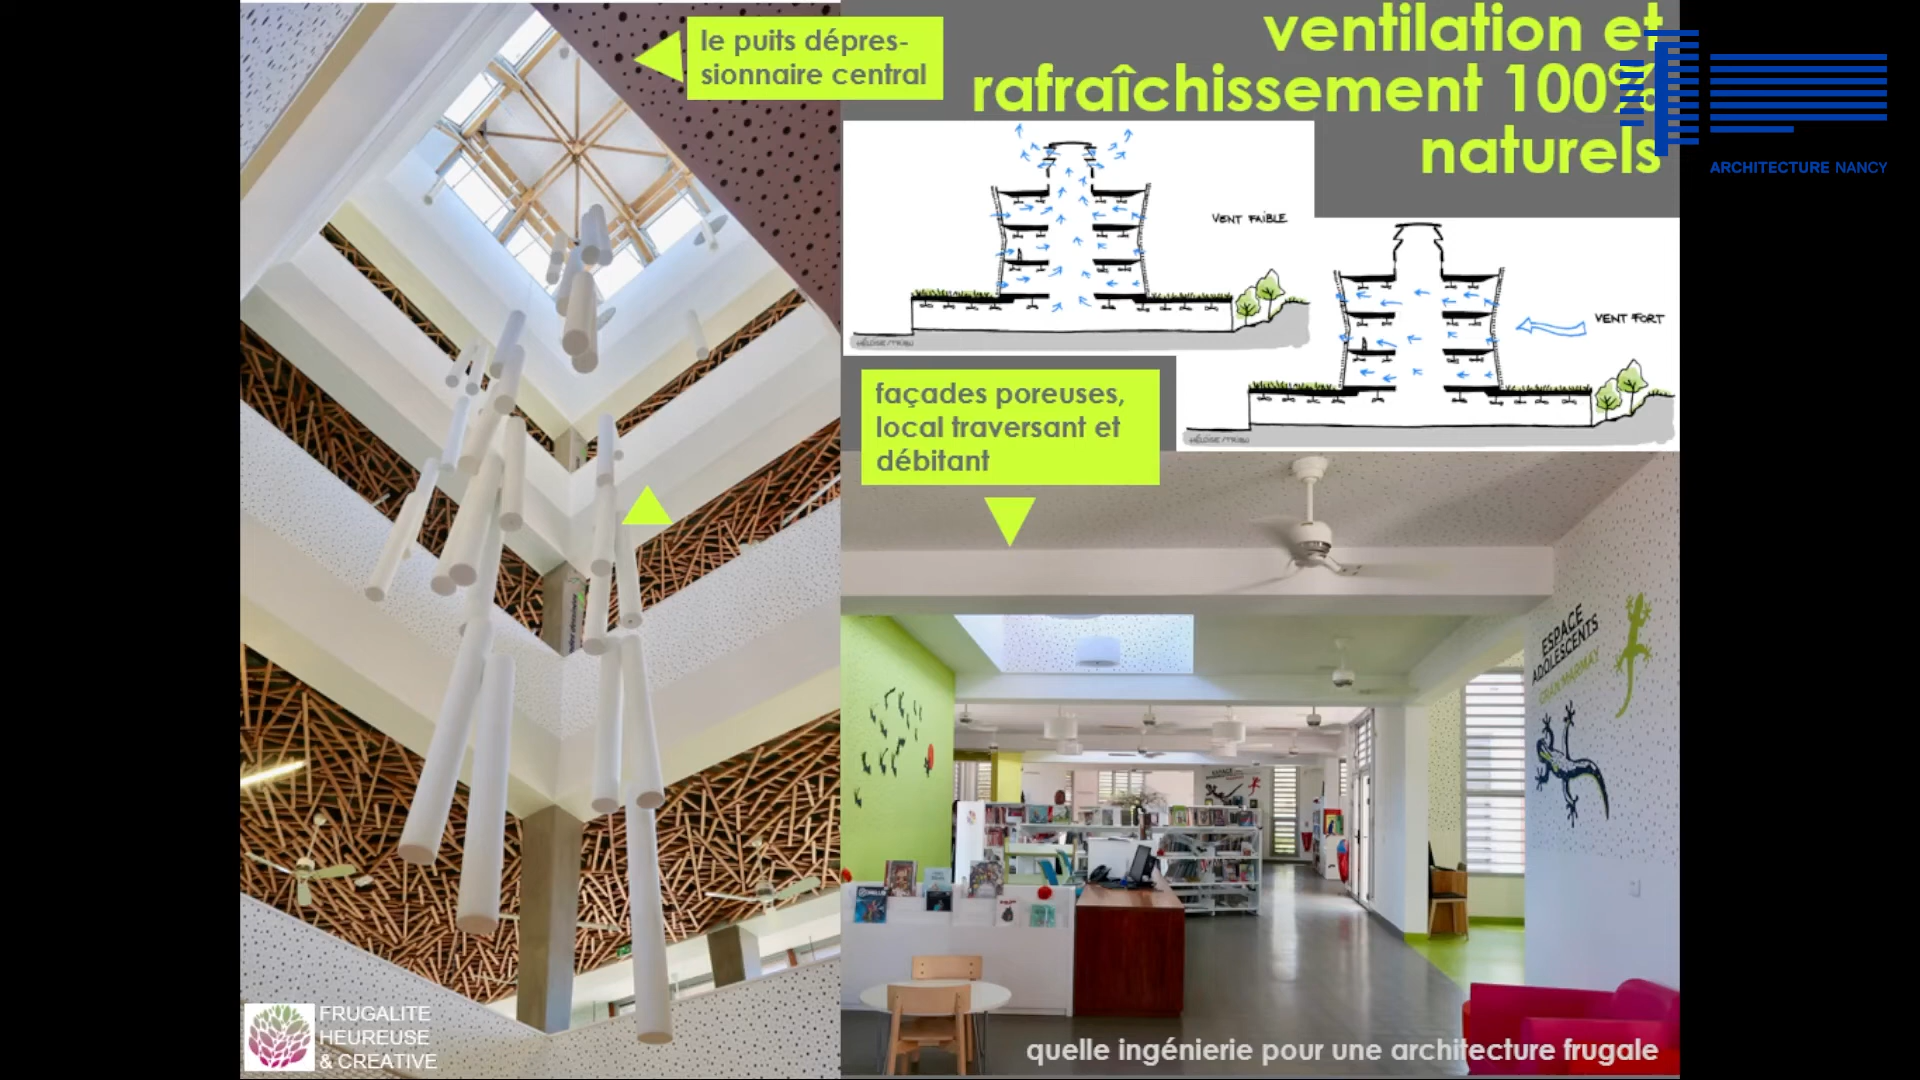 le puits dépres-
sionnaire central
ventilation et
rafraîchissement 100%
naturels
ARCHITECTURE NANCY
VENT FAIBLE
VENT FORT
façades poreuses,
local traversant et
débitant
ESPACE
ADOLESCENTS
FRUGALITE
HEUREUSE
& CREATIVE
quelle ingénierie pour une architecture frugale